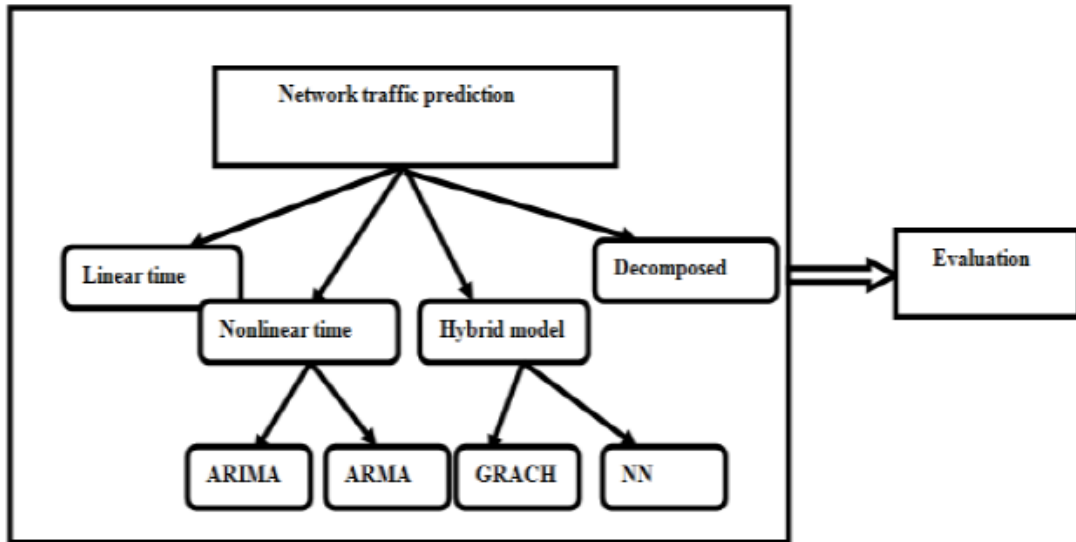 Network traffic prediction
Linear time
Decomposed
Evaluation
Nonlinear time
Hybrid model
ARIMA
ARMA
GRACH
NN